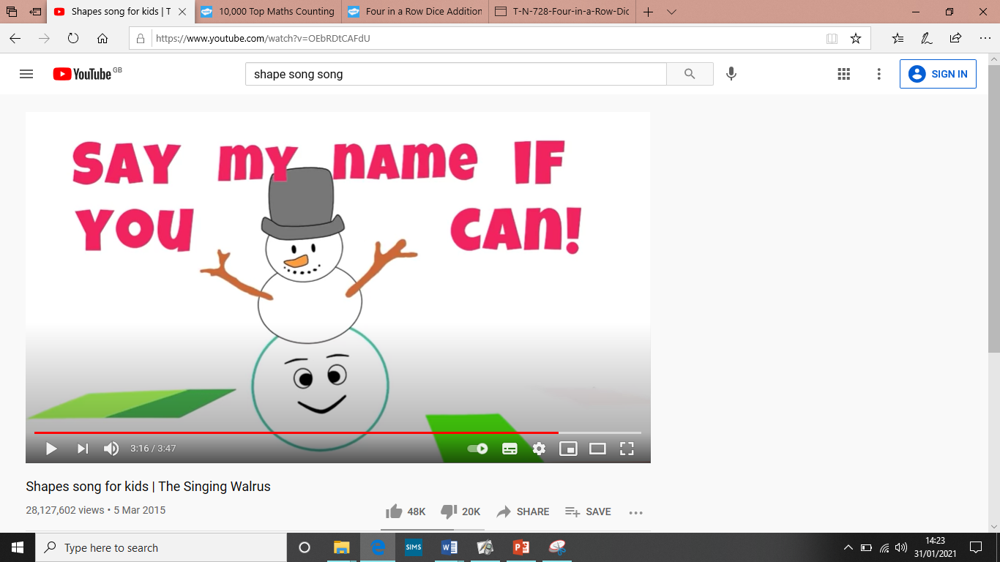 Shapes song for kids | T
10,000 Top Maths Counting
Four in a Row Dice Addition
T-N-728-Four-in-a-Row-Dic
https://www.youtube.com/watch?v=OEbRDtCAFdU
YouTube GB
shape song song
SIGN IN
SAY my name IF
YOU can!
3:16 / 3:47
Shapes song for kids | The Singing Walrus
28,127,602 views • 5 Mar 2015
48K
20K
SHARE
SAVE
Type here to search
SIMS
14:23
31/01/2021